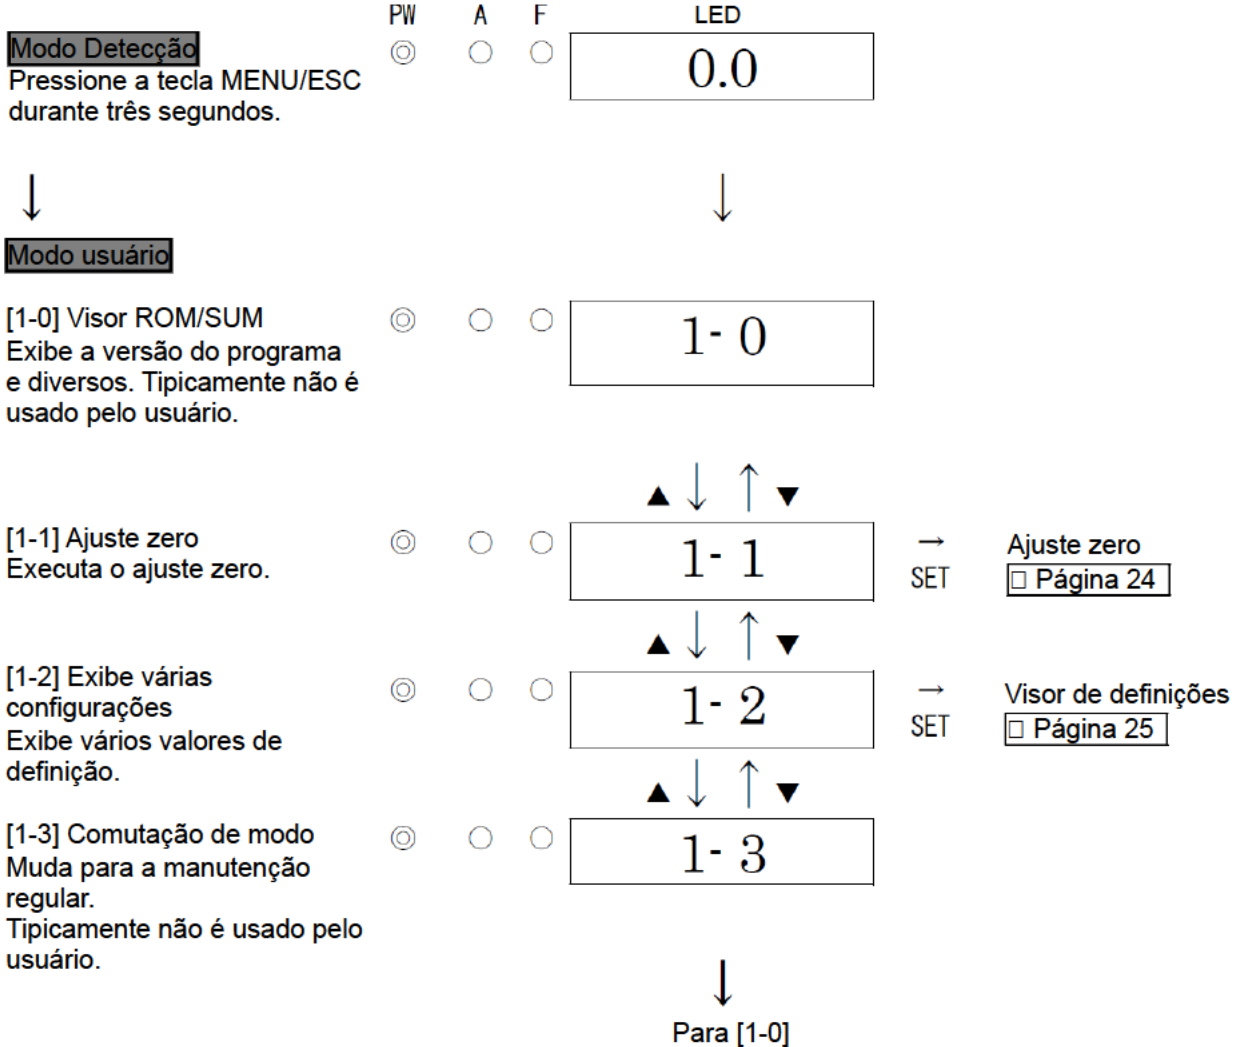 PW A F LED
Modo Detecção
Pressione a tecla MENU/ESC
durante três segundos.
0.0
↓ ↓
Modo usuário
[1-0] Visor ROM/SUM
Exibe a versão do programa
e diversos. Tipicamente não é
usado pelo usuário.
1- 0
▲ ↓ ↑ ▼
[1-1] Ajuste zero
Executa o ajuste zero.
1- 1
→
SET
Ajuste zero
□ Página 24
▲ ↓ ↑ ▼
[1-2] Exibe várias
configurações
Exibe vários valores de
definição.
1- 2
→
SET
Visor de definições
□ Página 25
▲ ↓ ↑ ▼
[1-3] Comutação de modo
Muda para a manutenção
regular.
Tipicamente não é usado pelo
usuário.
1- 3
↓
Para [1-0]